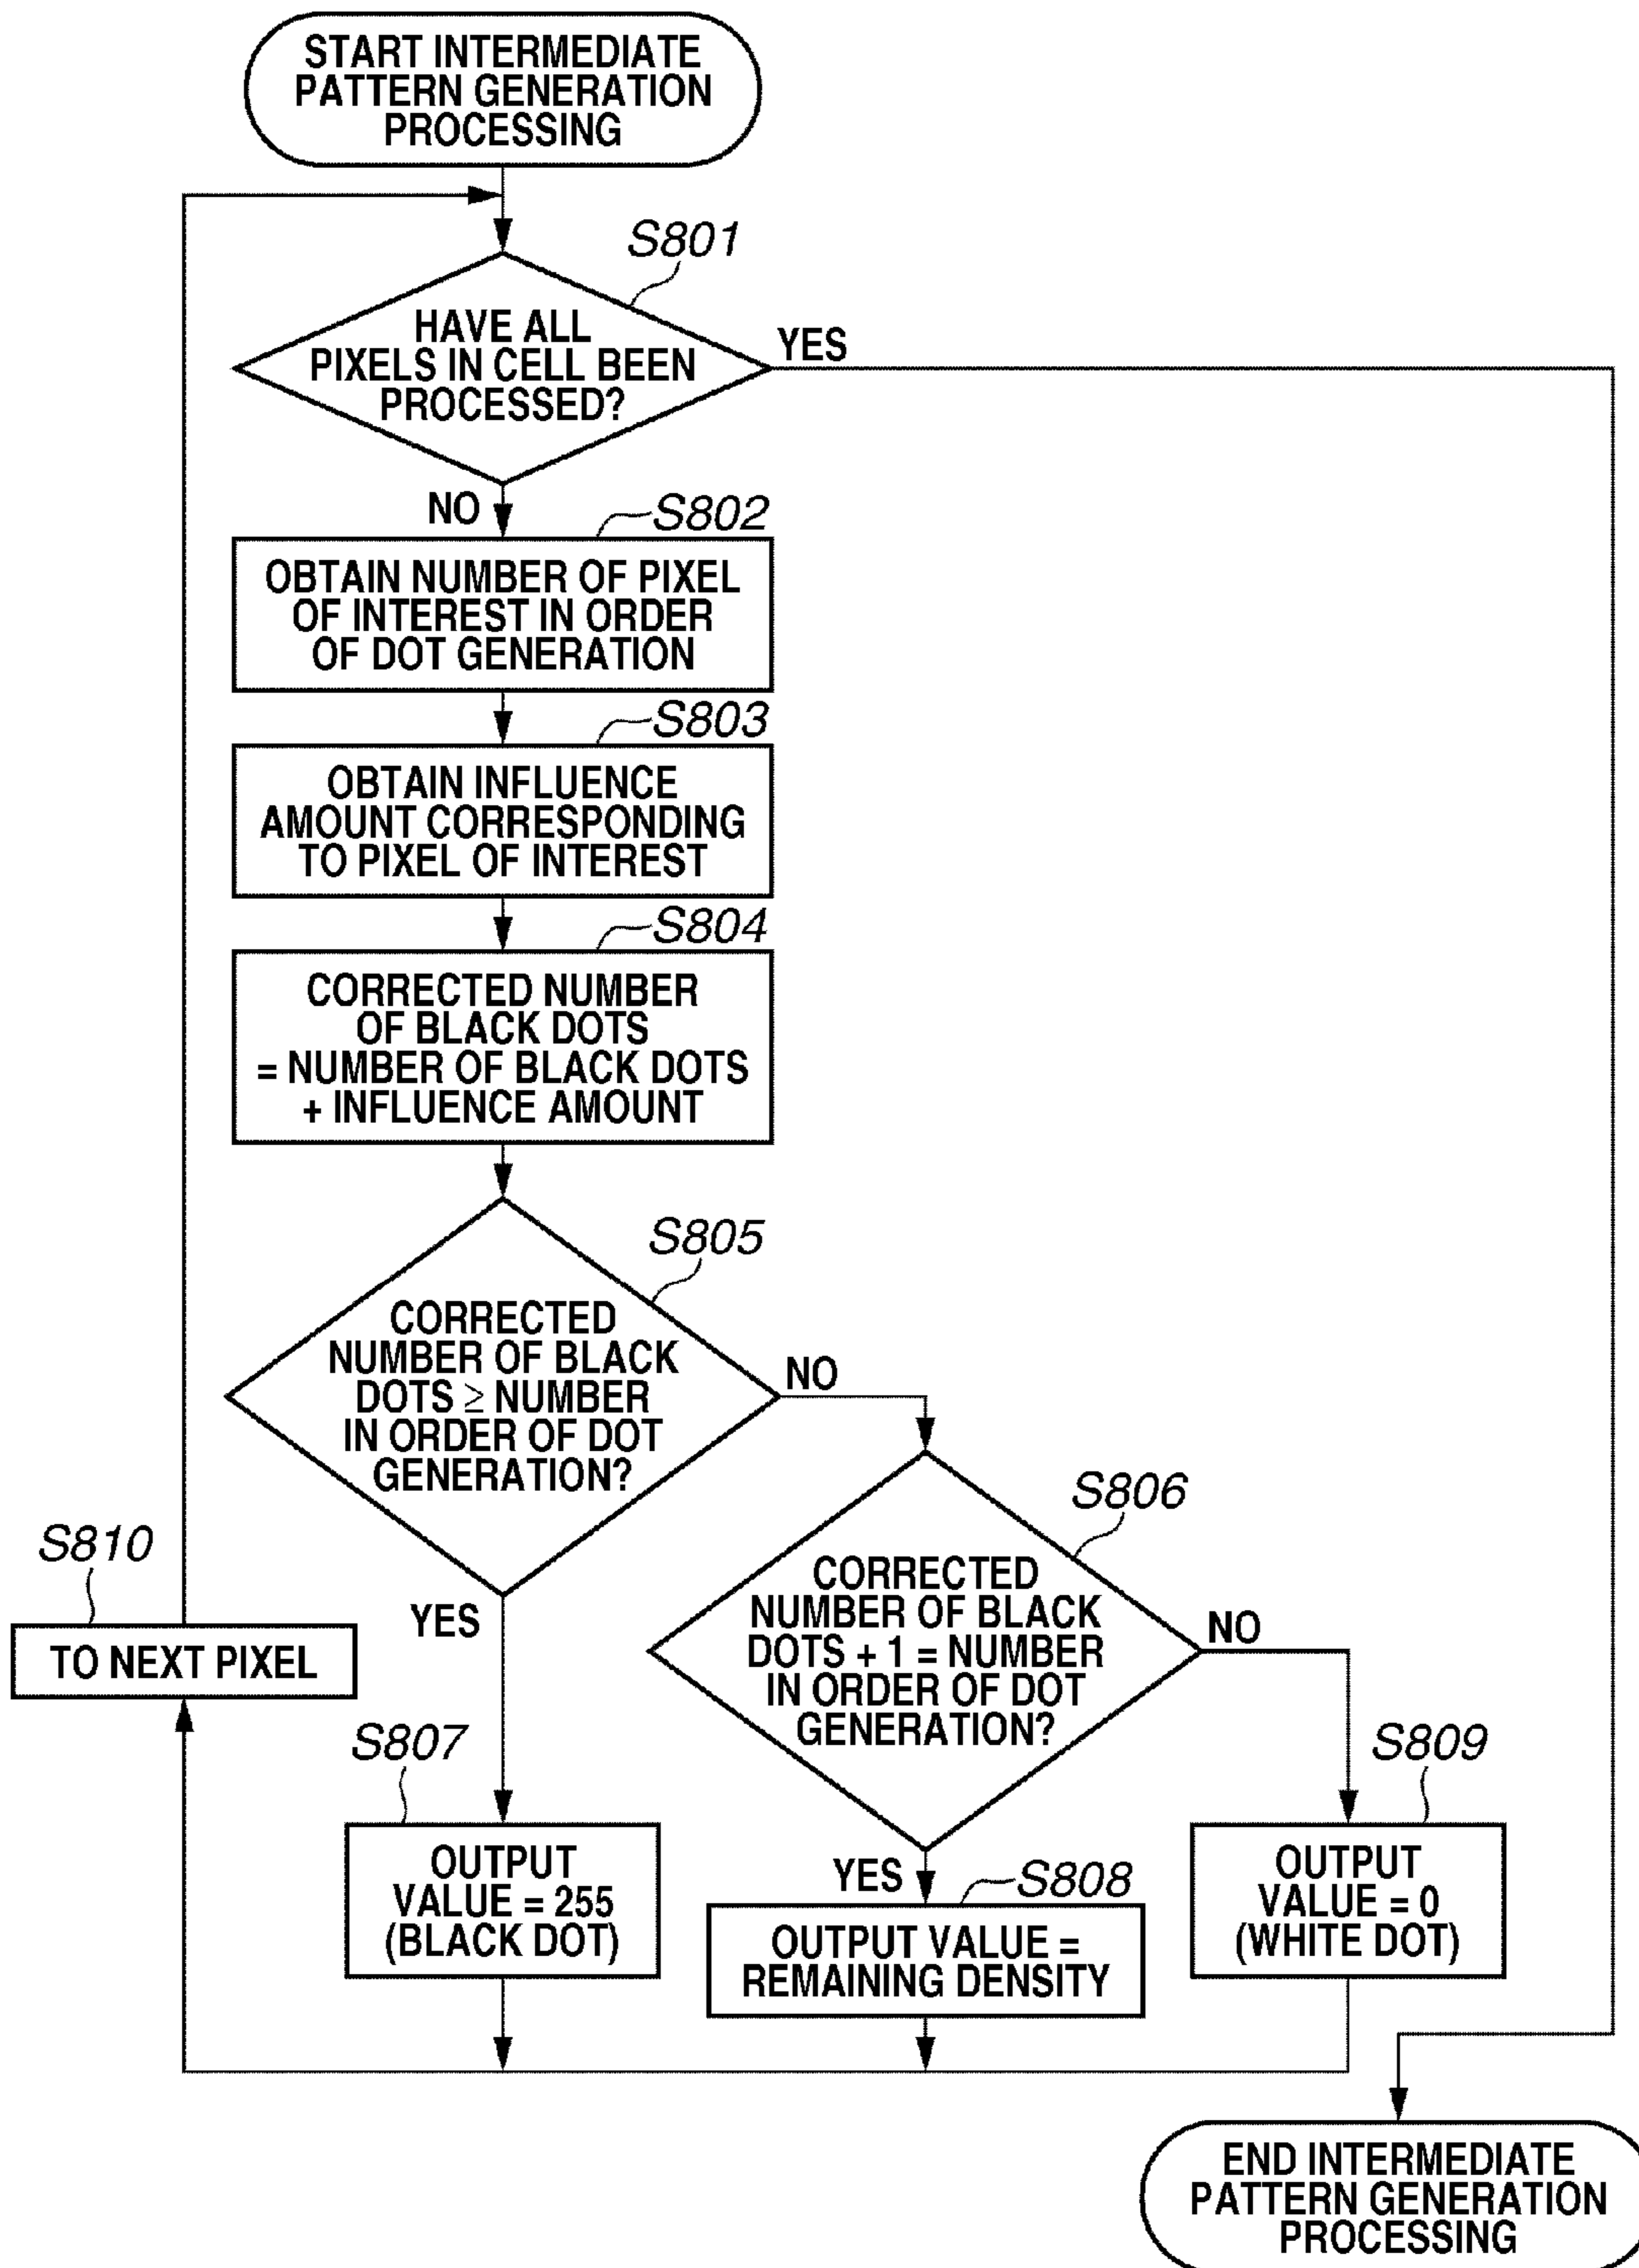 START INTERMEDIATE
PATTERN GENERATION
PROCESSING
S801
HAVE ALL
PIXELS IN CELL BEEN
PROCESSED?
YES
NO
S802
OBTAIN NUMBER OF PIXEL
OF INTEREST IN ORDER
OF DOT GENERATION
S803
OBTAIN INFLUENCE
AMOUNT CORRESPONDING
TO PIXEL OF INTEREST
S804
CORRECTED NUMBER
OF BLACK DOTS
= NUMBER OF BLACK DOTS
+ INFLUENCE AMOUNT
S805
CORRECTED
NUMBER OF BLACK
DOTS ≥ NUMBER
IN ORDER OF DOT
GENERATION?
NO
YES
S806
CORRECTED
NUMBER OF BLACK
DOTS + 1 = NUMBER
IN ORDER OF DOT
GENERATION?
NO
YES
S810
TO NEXT PIXEL
S807
OUTPUT
VALUE = 255
(BLACK DOT)
S808
OUTPUT VALUE =
REMAINING DENSITY
S809
OUTPUT
VALUE = 0
(WHITE DOT)
END INTERMEDIATE
PATTERN GENERATION
PROCESSING